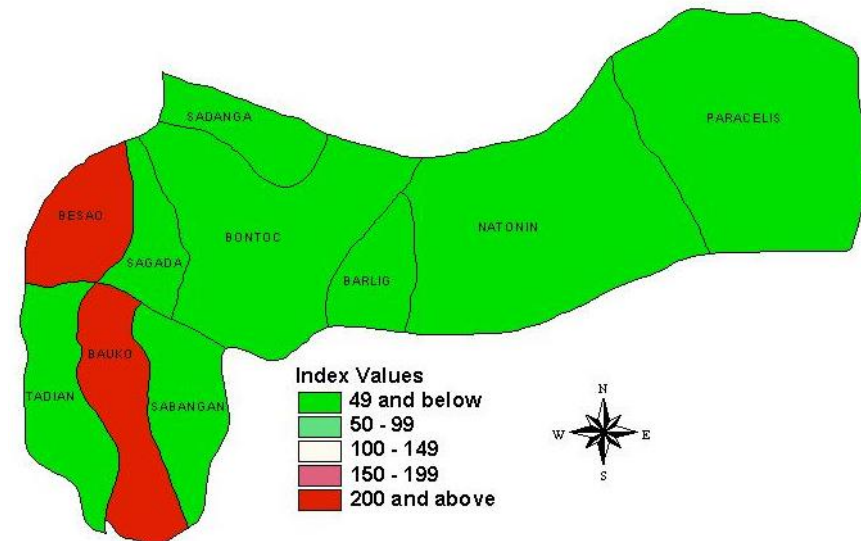 SADANGA
PARACELIS
BESAO
SAGADA
BONTOC
NATONIN
BARLIG
BAUKO
TADIAN
SABANGAN
Index Values
49 and below
50 - 99
100 - 149
150 - 199
200 and above
N
W
E
S